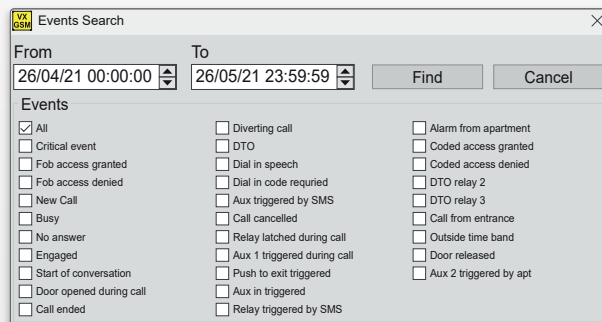 VX
GSM
Events Search
From
To
26/04/21 00:00:00
26/05/21 23:59:59
Find
Cancel
Events
All
Critical event
Fob access granted
Fob access denied
New Call
Busy
No answer
Engaged
Start of conversation
Door opened during call
Call ended
Diverting call
DTO
Dial in speech
Dial in code requried
Aux triggered by SMS
Call cancelled
Relay latched during call
Aux 1 triggered during call
Push to exit triggered
Aux in triggered
Relay triggered by SMS
Alarm from apartment
Coded access granted
Coded access denied
DTO relay 2
DTO relay 3
Call from entrance
Outside time band
Door released
Aux 2 triggered by apt